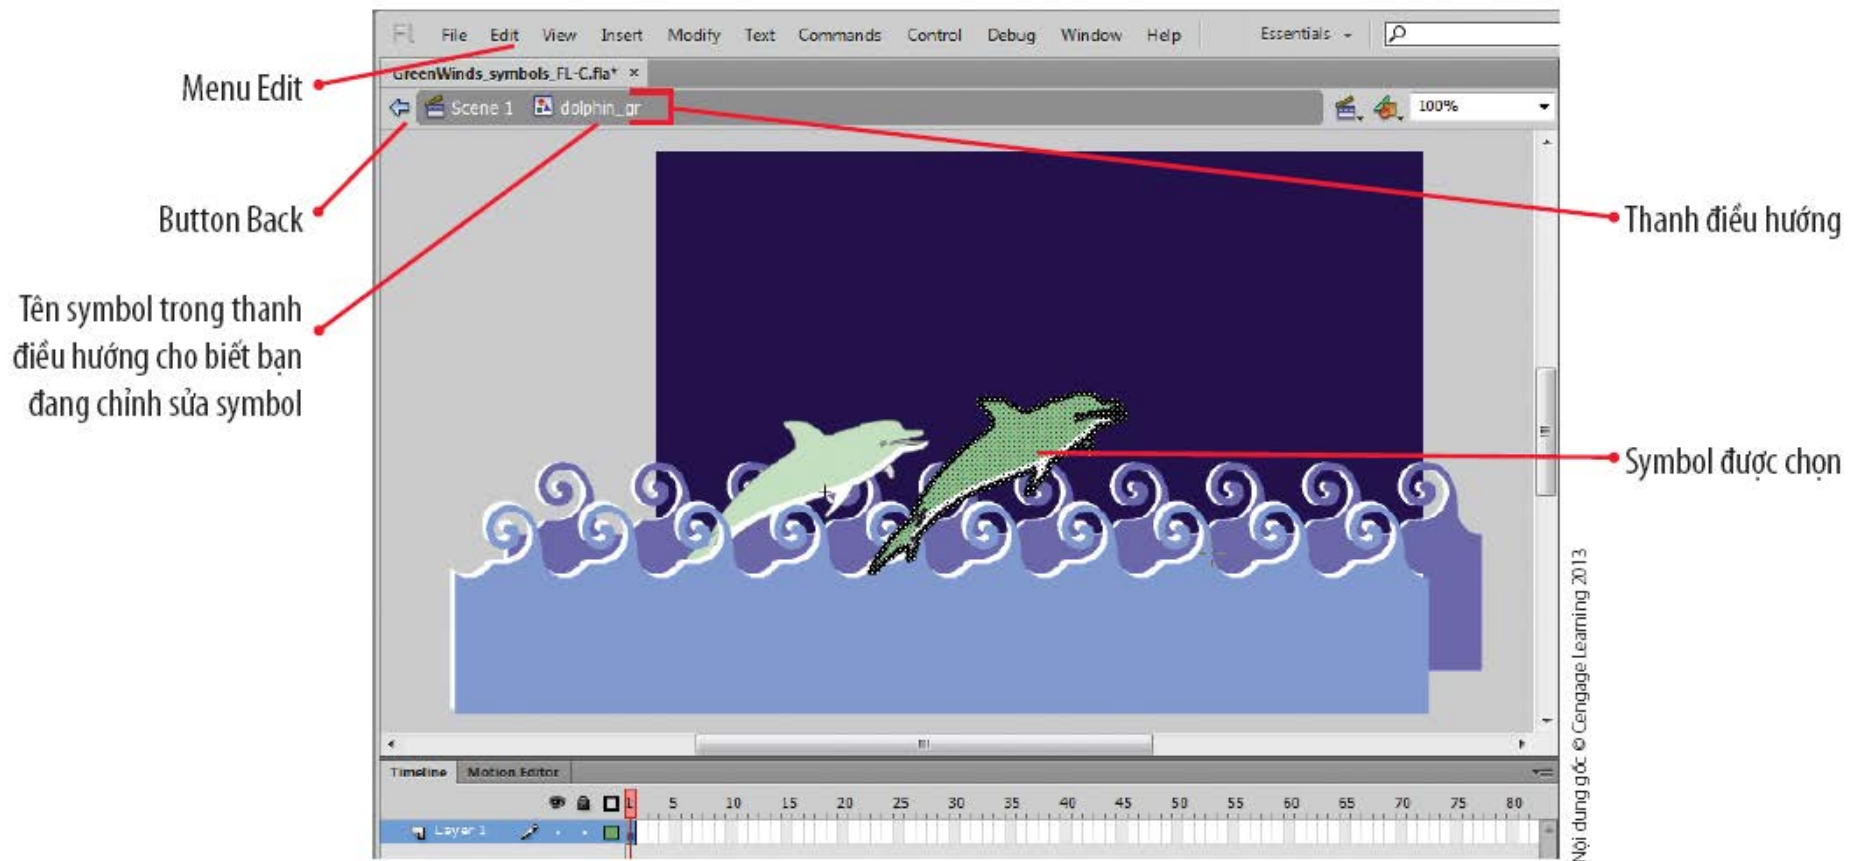 File Edit View Insert Modify Text Commands Control Debug Window Help Essentials
GreenWinds_symbols_FL-C.fla* ×
Scene 1 dolphin_gr 100%
Menu Edit
Button Back
Tên symbol trong thanh
điều hướng cho biết bạn
đang chỉnh sửa symbol
Thanh điều hướng
Symbol được chọn
Timeline Motion Editor
1 5 10 15 20 25 30 35 40 45 50 55 60 65 70 75 80
Layer 1
Nội dung gốc © Cengage Learning 2013